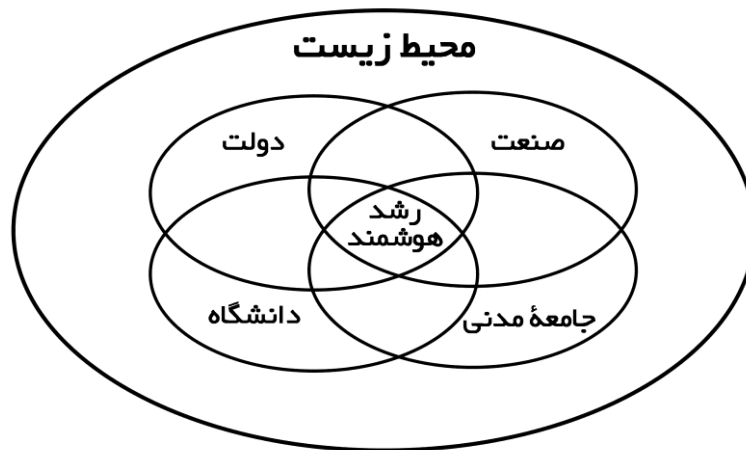 محیط زیست
صنعت
دولت
رشد
هوشمند
جامعهٔ مدنی
دانشگاه